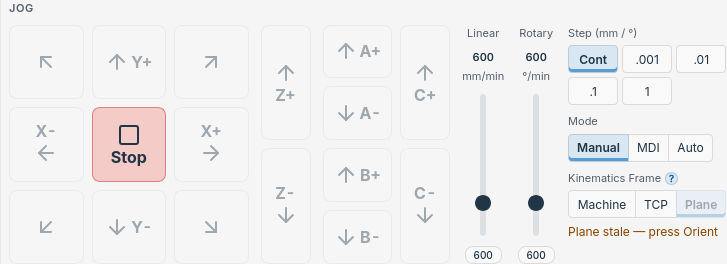 JOG
Y+
X-
Stop
X+
Y-
Z+
Z-
A+
A-
B+
B-
C+
C-
Linear
600
mm/min
600
Rotary
600
°/min
600
Step (mm / °)
Cont .001 .01
.1 1
Mode
Manual MDI Auto
Kinematics Frame ?
Machine TCP Plane
Plane stale — press Orient